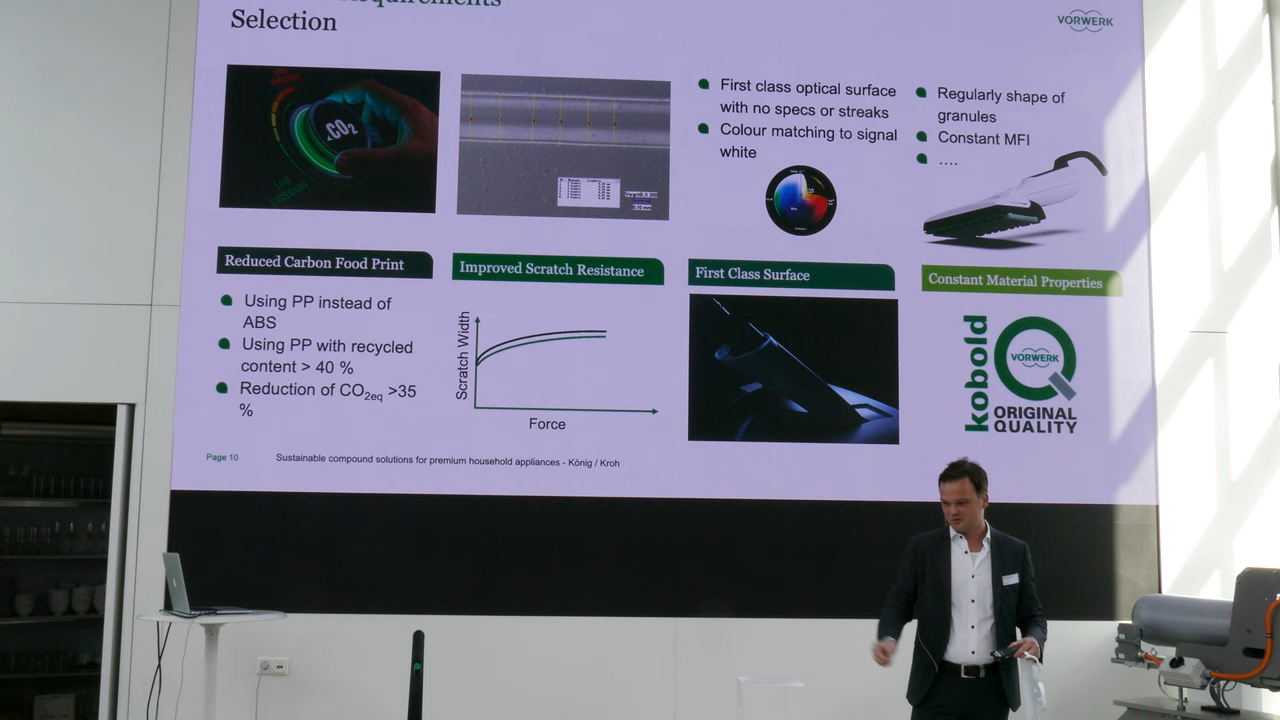 Requirements
Selection
VORWERK
CO₂
LOW
EMISSIONS
First class optical surface
with no specs or streaks
Colour matching to signal
white
Regularly shape of
granules
Constant MFI
....
Reduced Carbon Food Print
Improved Scratch Resistance
First Class Surface
Constant Material Properties
Using PP instead of
ABS
Using PP with recycled
content > 40 %
Reduction of CO₂eq >35
%
Scratch Width
Force
kobold
VORWERK
ORIGINAL
QUALITY
Page 10
Sustainable compound solutions for premium household appliances - König / Kroh